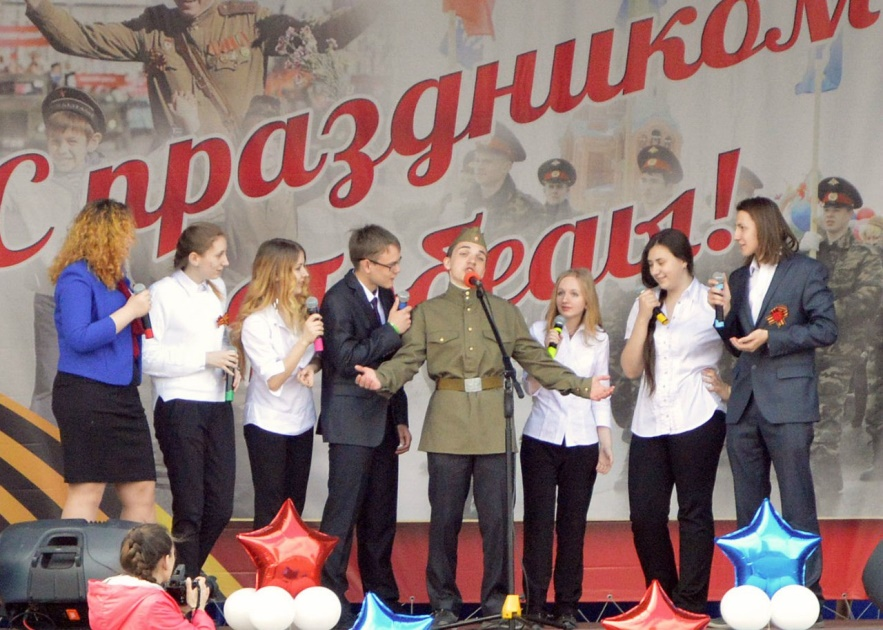 С праздником
Победы!